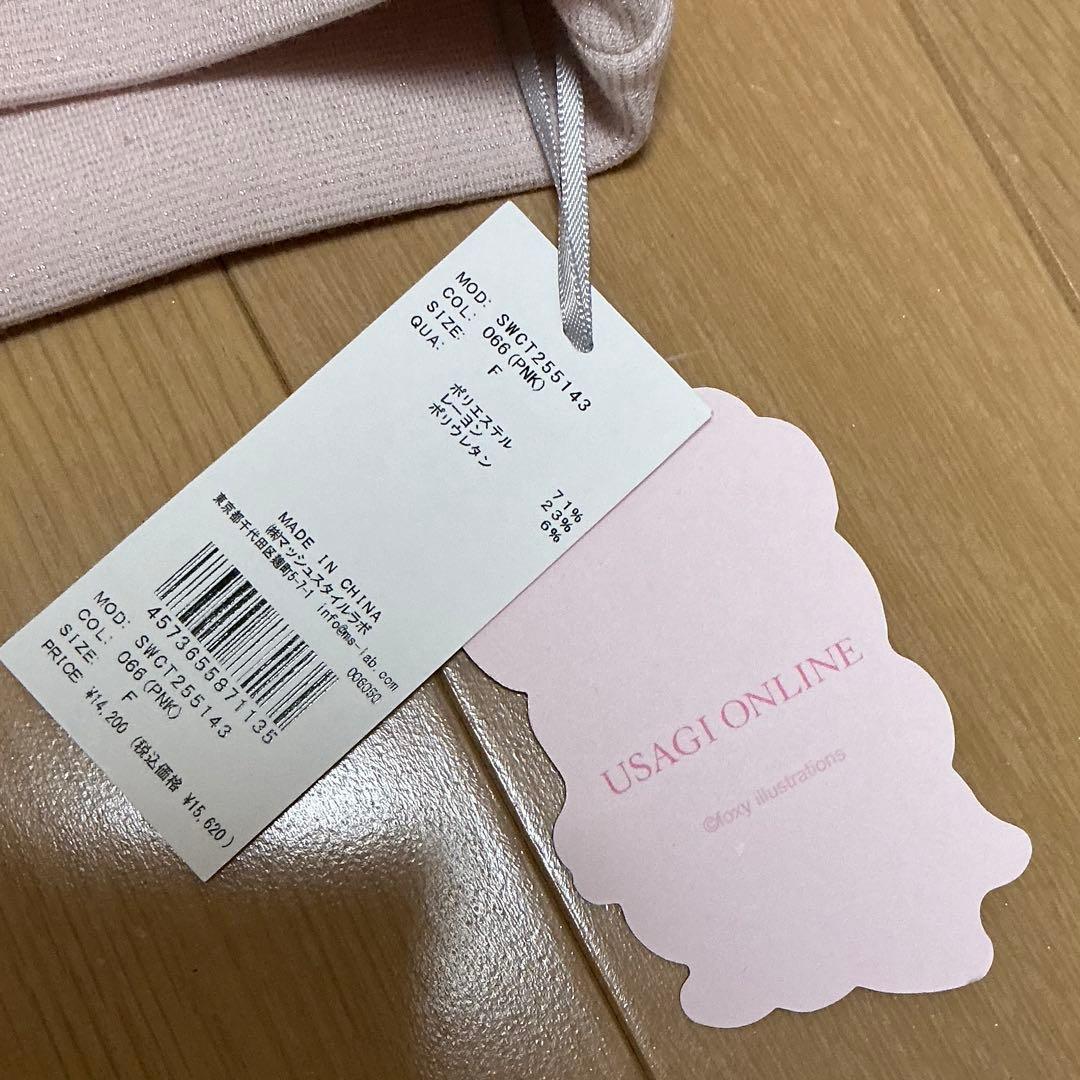 MOD: SWCT255143
COL: 066(PNK)
SIZE: F
QUA:
ポリエステル 71%
レーヨン 23%
ポリウレタン 6%
MADE IN CHINA
㈱マッシュスタイルラボ
東京都千代田区麹町5-7-1 info@ms-lab.com
00605Q
4573655871135
MOD: SWCT255143
COL: 066(PNK)
SIZE: F
PRICE ¥14,200 (税込価格 ¥15,620)
USAGI ONLINE
©foxy illustrations